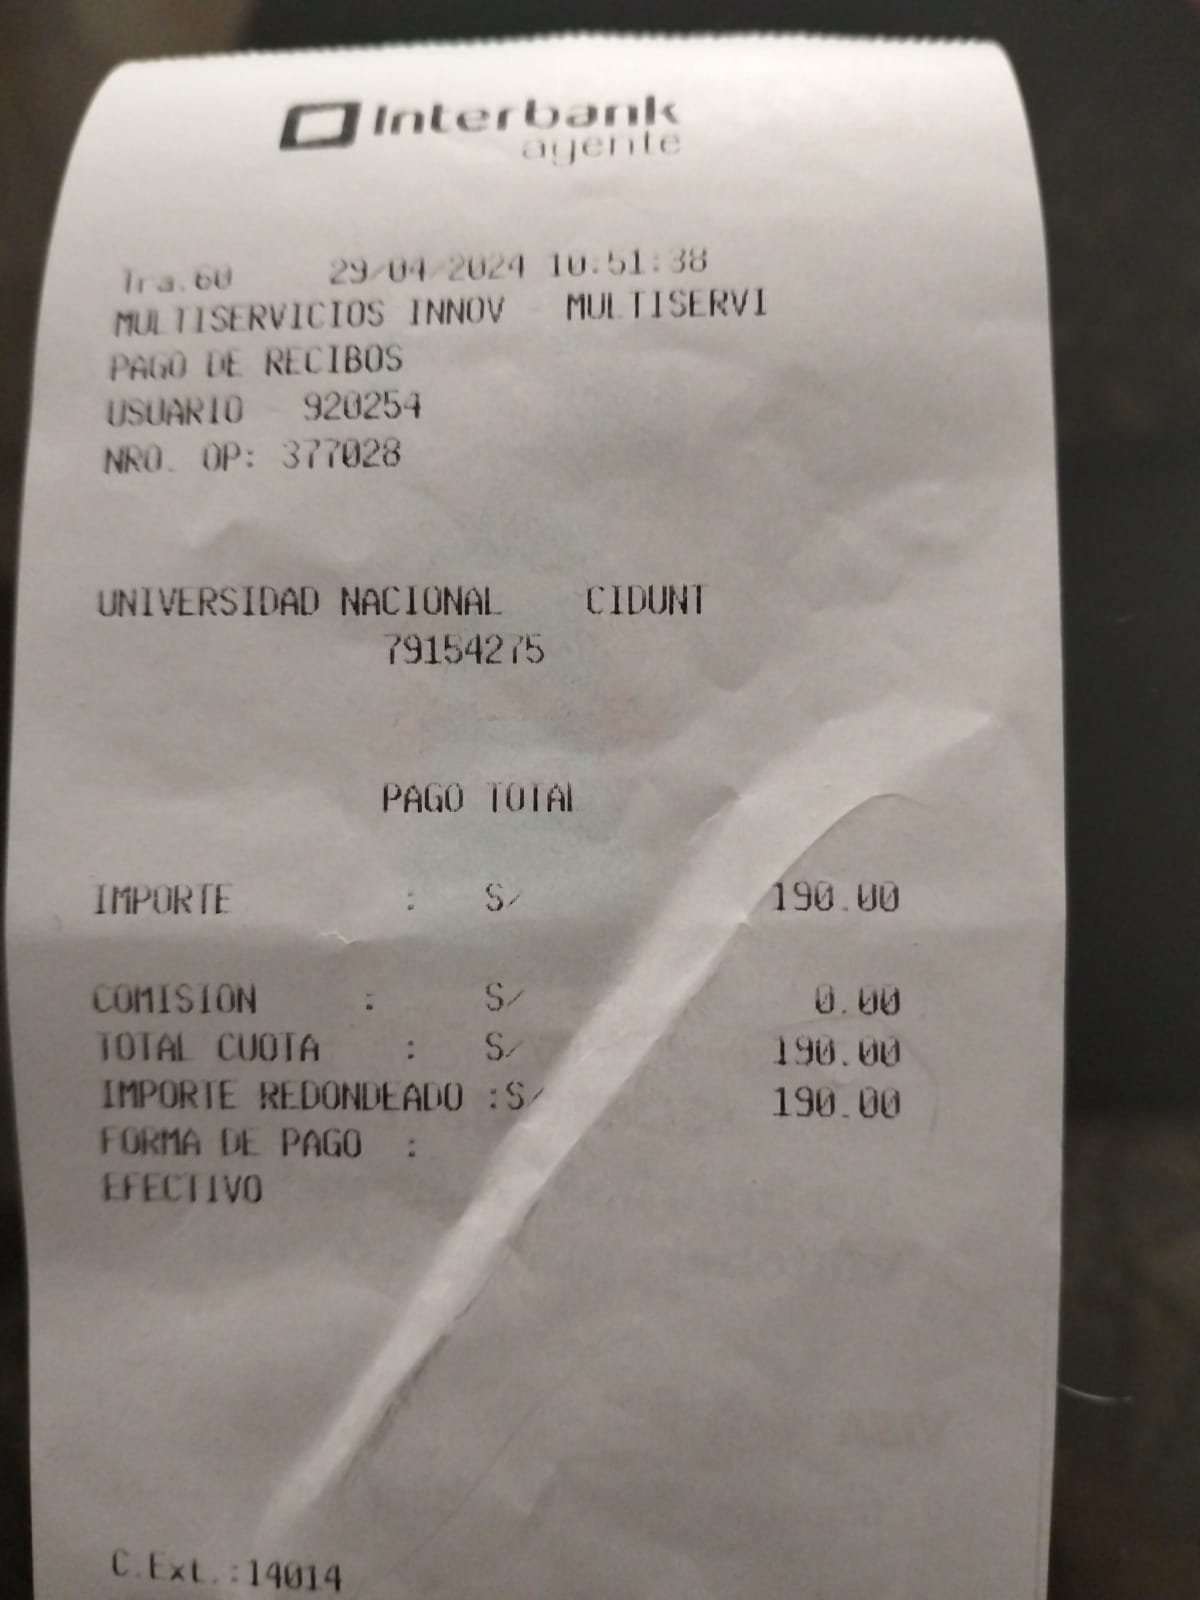 Interbank
agente
Tra.60 29/04/2024 10:51:38
MULTISERVICIOS INNOV MULTISERVI
PAGO DE RECIBOS
USUARIO 920254
NRO. OP: 377028
UNIVERSIDAD NACIONAL CIDUNT
79154275
PAGO TOTAL
IMPORTE : S/ 190.00
COMISION : S/ 0.00
TOTAL CUOTA : S/ 190.00
IMPORTE REDONDEADO :S/ 190.00
FORMA DE PAGO :
EFECTIVO
C.Ext.:14014